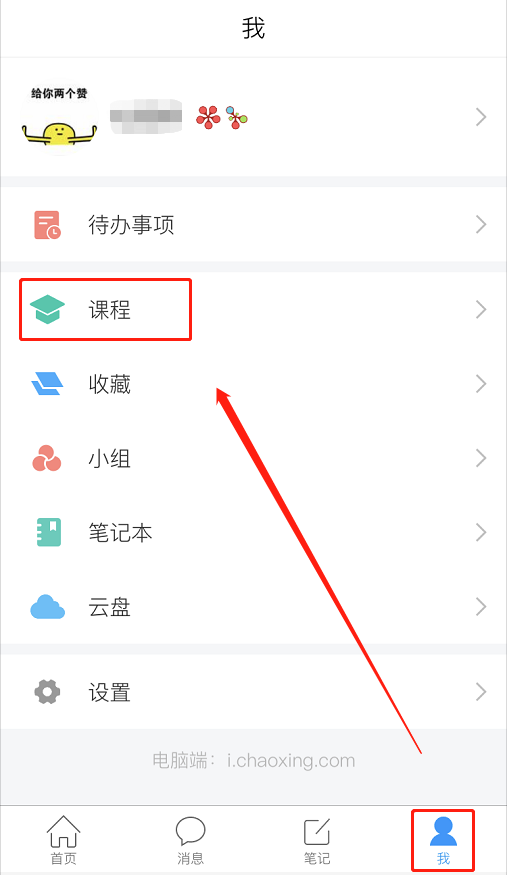 我
给你两个赞
待办事项
课程
收藏
小组
笔记本
云盘
设置
电脑端：i.chaoxing.com
首页
消息
笔记
我